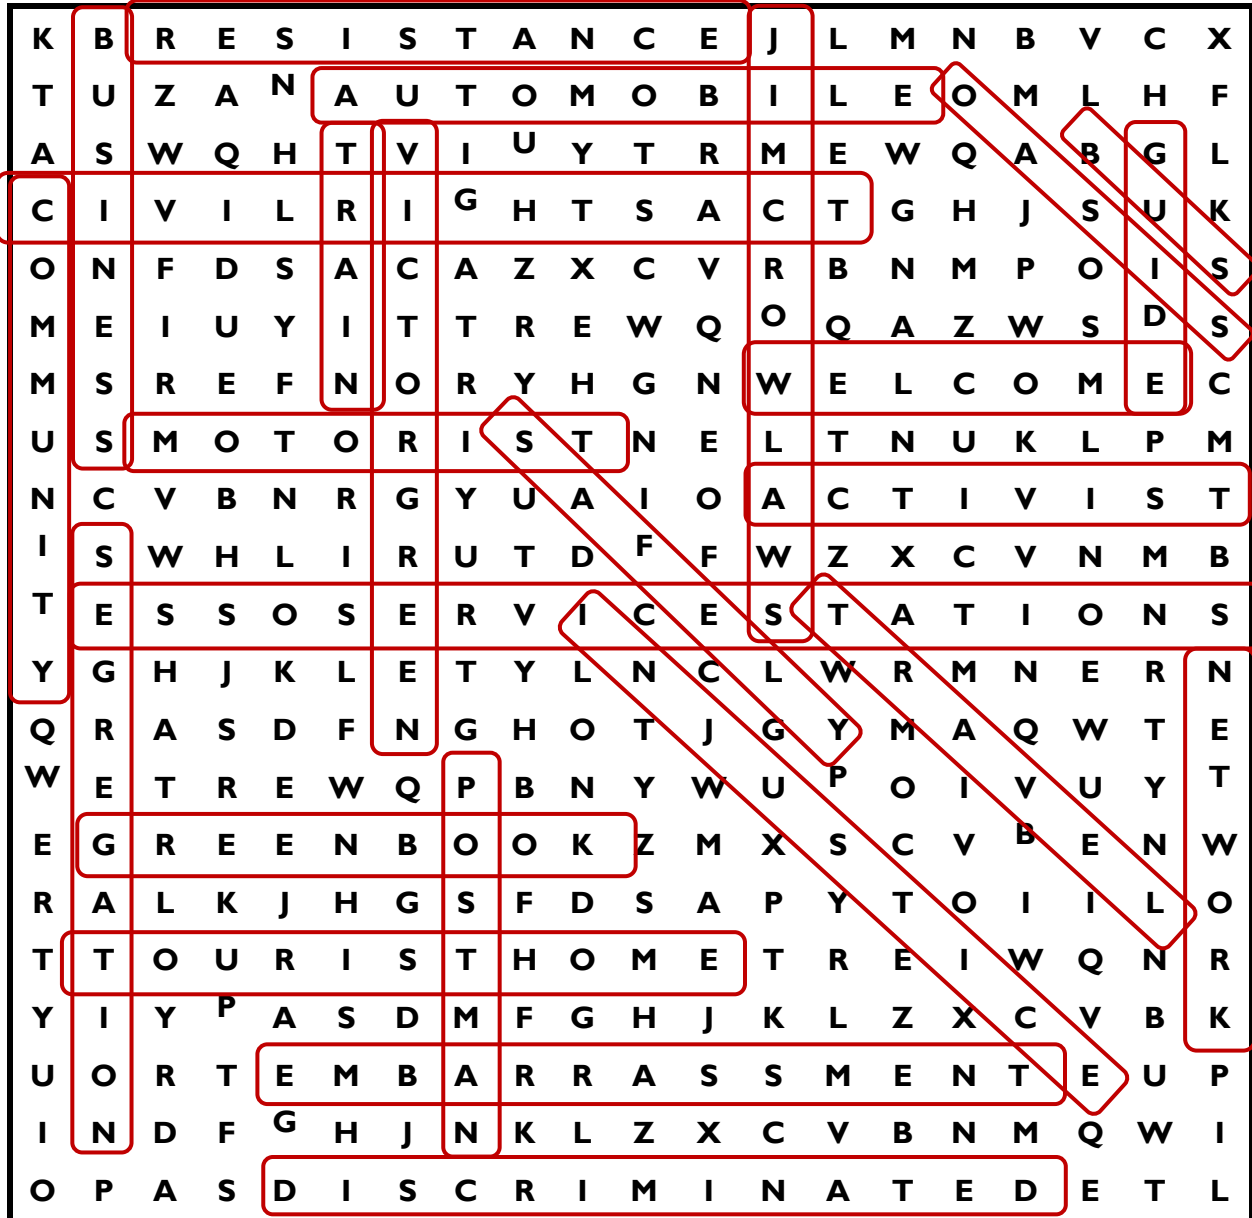 K B R E S I S T A N C E J L M N B V C X
T U Z A N A U T O M O B I L E O M L H F
A S W Q H T V I U Y T R M E W Q A B G L
C I V I L R I G H T S A C T G H J S U K
O N F D S A C A Z X C V R B N M P O I S
M E I U Y I T T R E W Q O Q A Z W S D S
M S R E F N O R Y H G N W E L C O M E C
U S M O T O R I S T N E L T N U K L P M
N C V B N R G Y U A I O A C T I V I S T
I S W H L I R U T D F F W Z X C V N M B
T E S S O S E R V I C E S T A T I O N S
Y G H J K L E T Y L N C L W R M N E R N
Q R A S D F N G H O T J G Y M A Q W T E
W E T R E W Q P B N Y W U P O I V U Y T
E G R E E N B O O K Z M X S C V B E N W
R A L K J H G S F D S A P Y T O I I L O
T T O U R I S T H O M E T R E I W Q N R
Y I Y P A S D M F G H J K L Z X C V B K
U O R T E M B A R R A S S M E N T E U P
I N D F G H J N K L Z X C V B N M Q W I
O P A S D I S C R I M I N A T E D E T L